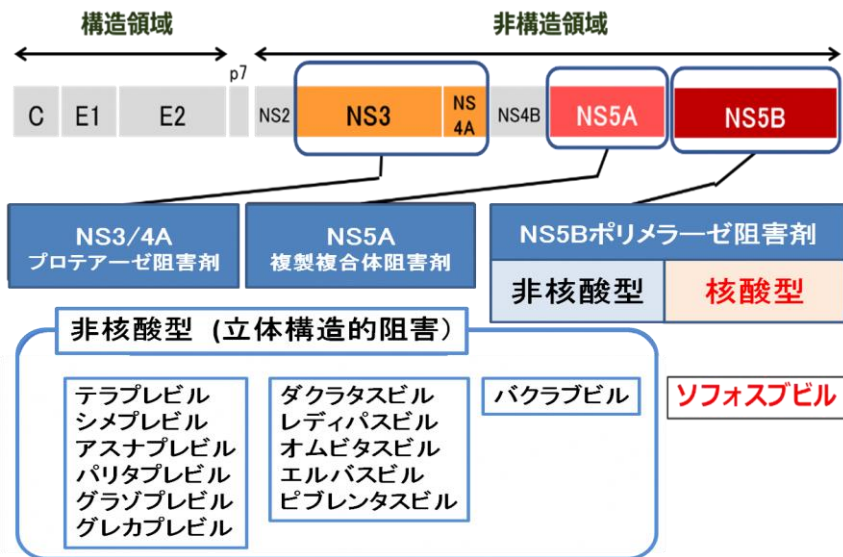 構造領域
非構造領域
p7
C
E1
E2
NS2
NS3
NS
4A
NS4B
NS5A
NS5B
NS3/4A
プロテアーゼ阻害剤
NS5A
複製複合体阻害剤
NS5Bポリメラーゼ阻害剤
非核酸型
核酸型
非核酸型 (立体構造的阻害)
テラプレビル
シメプレビル
アスナプレビル
パリタプレビル
グラゾプレビル
グレカプレビル
ダクラタスビル
レディパスビル
オムビタスビル
エルバスビル
ピブレンタスビル
バクラブビル
ソフォスブビル